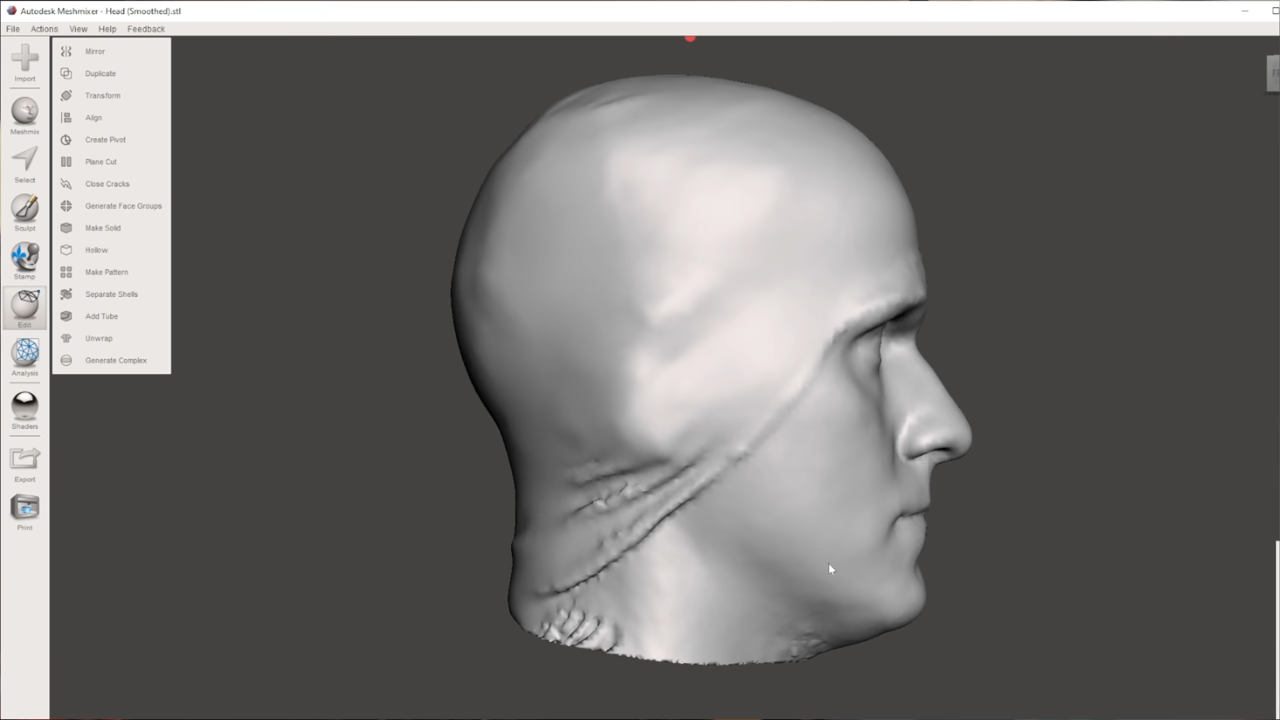 Autodesk Meshmixer - Head (Smoothed).stl
File Actions View Help Feedback
Import
Meshmix
Select
Sculpt
Stamp
Edit
Analysis
Shaders
Export
Print
Mirror
Duplicate
Transform
Align
Create Pivot
Plane Cut
Close Cracks
Generate Face Groups
Make Solid
Hollow
Make Pattern
Separate Shells
Add Tube
Unwrap
Generate Complex